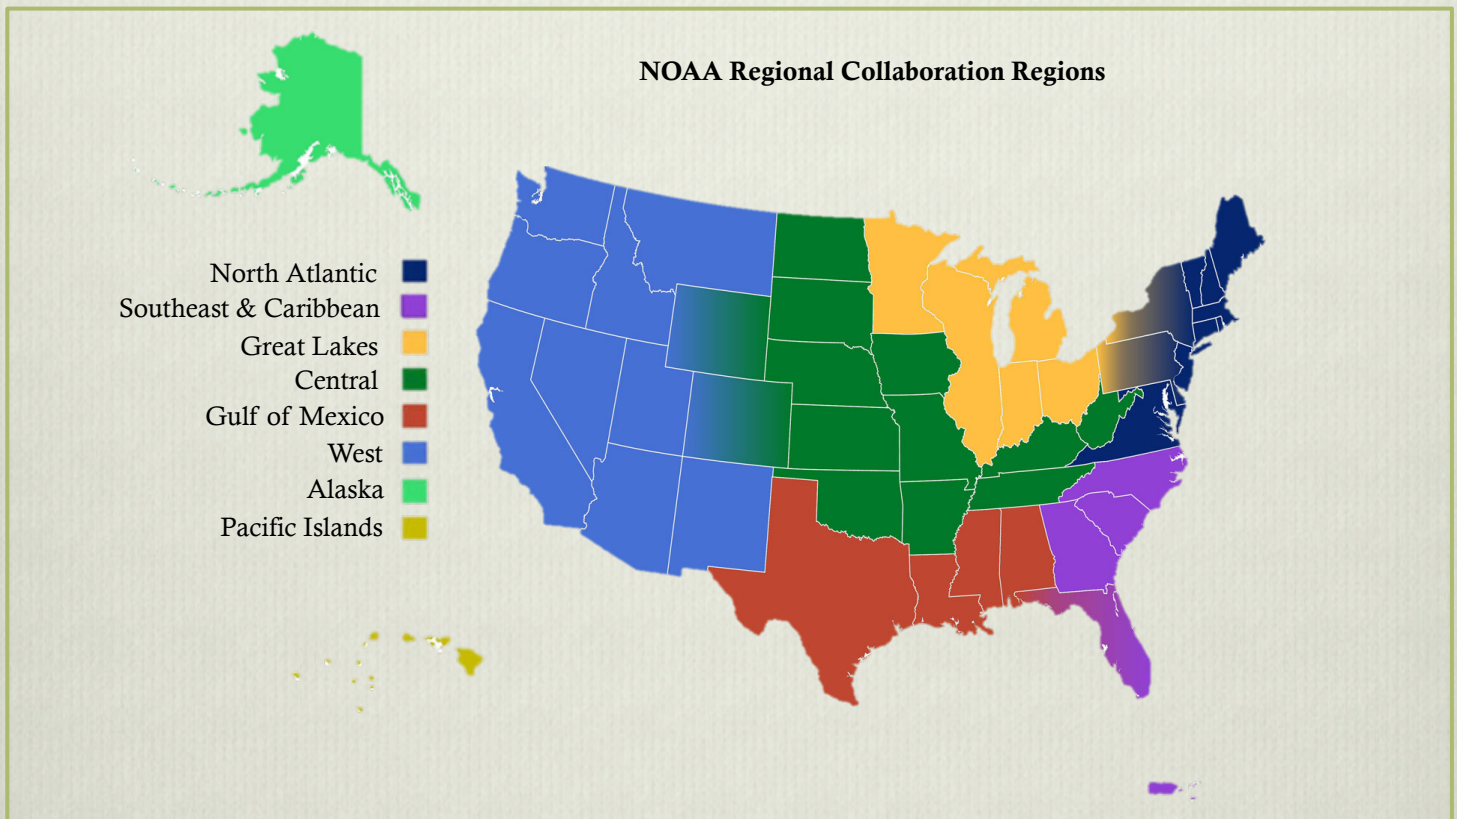 NOAA Regional Collaboration Regions
North Atlantic
Southeast & Caribbean
Great Lakes
Central
Gulf of Mexico
West
Alaska
Pacific Islands